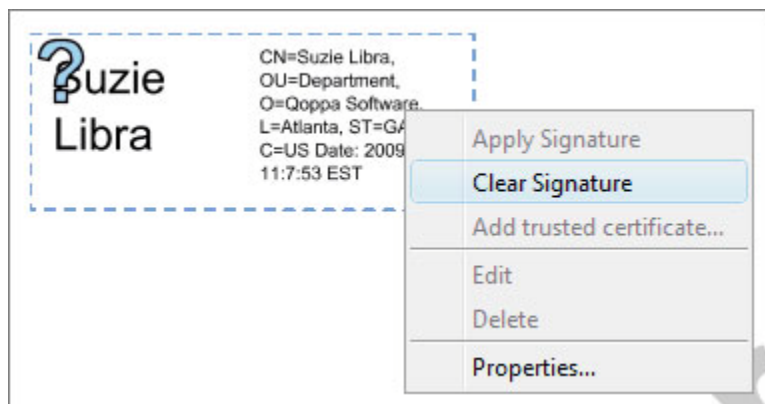 Suzie
Libra
CN=Suzie Libra,
OU=Department,
O=Qoppa Software,
L=Atlanta, ST=GA
C=US Date: 2009
11:7:53 EST
Apply Signature
Clear Signature
Add trusted certificate...
Edit
Delete
Properties...